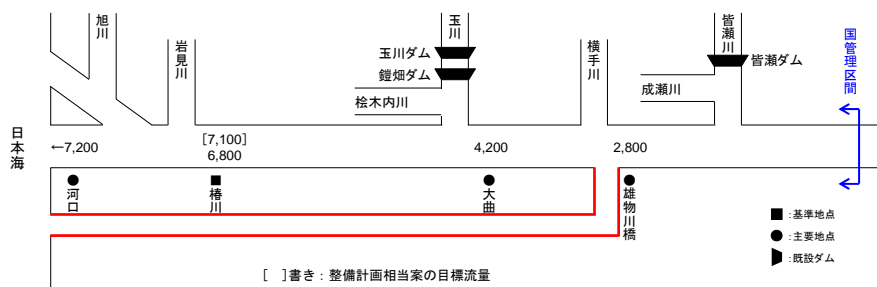 旭川
岩見川
玉川
玉川ダム
鎧畑ダム
桧木内川
横手川
皆瀬川
皆瀬ダム
成瀬川
国管理区間
日本海
←7,200
[7,100]
6,800
4,200
2,800
河口
椿川
大曲
雄物川橋
■ :基準地点
● :主要地点
:既設ダム
[ ]書き:整備計画相当案の目標流量